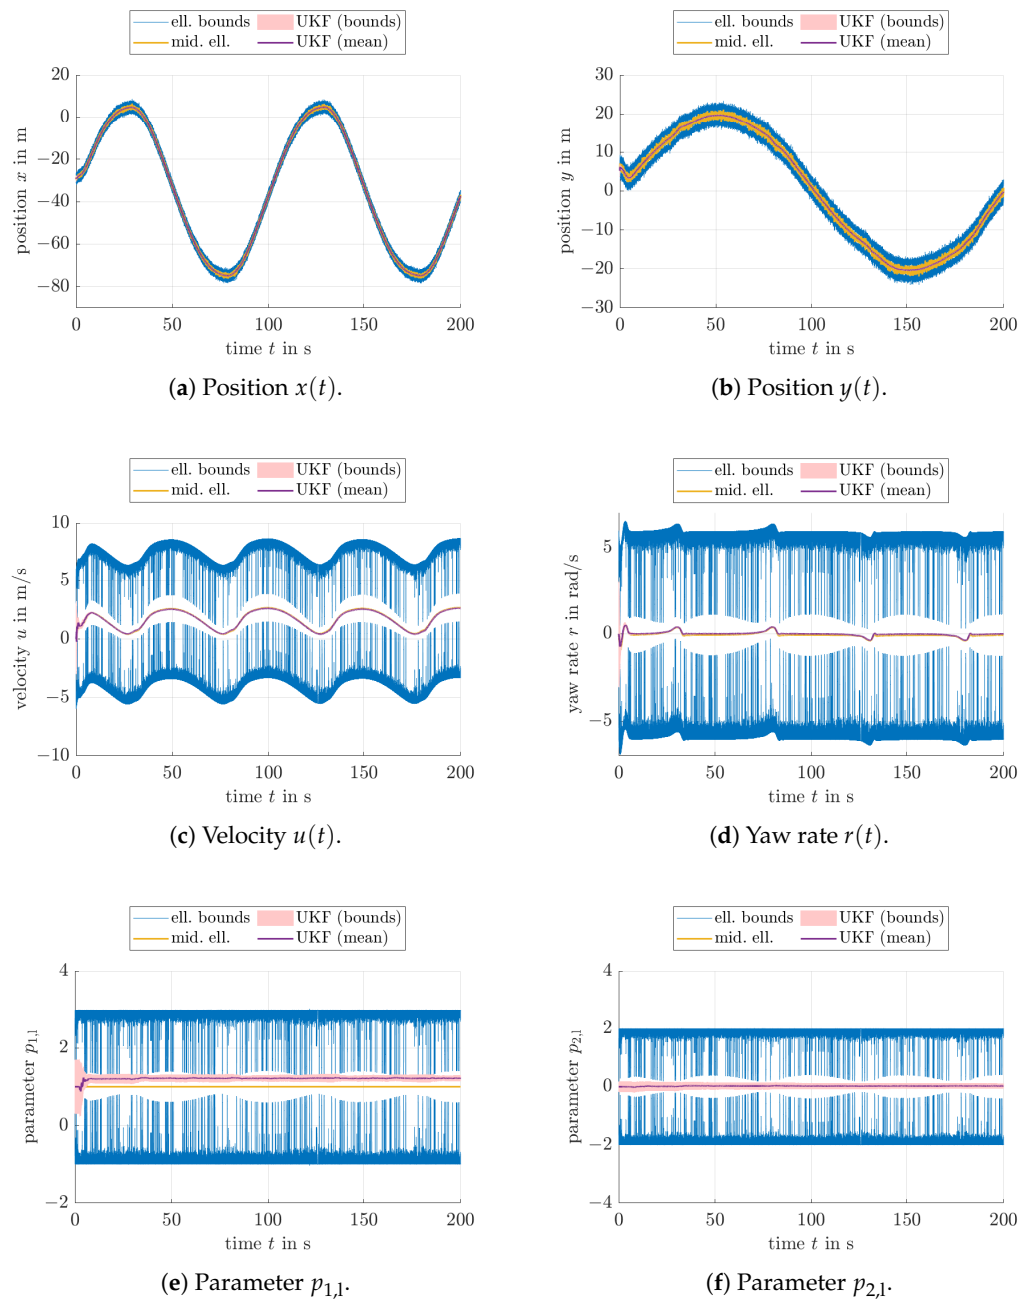 ell. bounds UKF (bounds)
mid. ell. UKF (mean)
20
0
−20
−40
−60
−80
position x in m
0 50 100 150 200
time t in s
(a) Position x(t).
ell. bounds UKF (bounds)
mid. ell. UKF (mean)
30
20
10
0
−10
−20
−30
position y in m
0 50 100 150 200
time t in s
(b) Position y(t).
ell. bounds UKF (bounds)
mid. ell. UKF (mean)
10
5
0
−5
−10
velocity u in m/s
0 50 100 150 200
time t in s
(c) Velocity u(t).
ell. bounds UKF (bounds)
mid. ell. UKF (mean)
5
0
−5
yaw rate r in rad/s
0 50 100 150 200
time t in s
(d) Yaw rate r(t).
ell. bounds UKF (bounds)
mid. ell. UKF (mean)
4
2
0
−2
parameter p1,l
0 50 100 150 200
time t in s
(e) Parameter p1,l.
ell. bounds UKF (bounds)
mid. ell. UKF (mean)
4
2
0
−2
−4
parameter p2,l
0 50 100 150 200
time t in s
(f) Parameter p2,l.